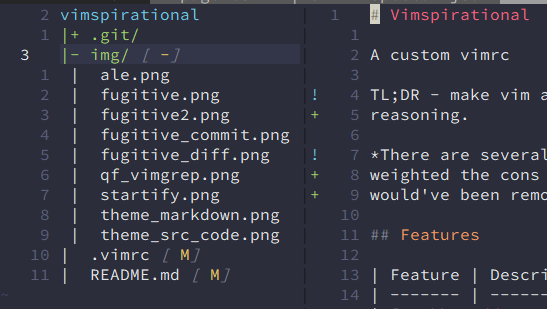 2 vimspirational
1 |+ .git/
3 |- img/ [ -]
1 | ale.png
2 | fugitive.png
3 | fugitive2.png
4 | fugitive_commit.png
5 | fugitive_diff.png
6 | qf_vimgrep.png
7 | startify.png
8 | theme_markdown.png
9 | theme_src_code.png
10 | .vimrc [ M]
11 | README.md [ M]
~
1 # Vimspirational
1
2 A custom vimrc
3
! 4 TL;DR - make vim a
+ 5 reasoning.
6
! 7 *There are several
+ 8 weighted the cons
+ 9 would've been remo
10
11 ## Features
12
13 | Feature | Descri
14 | ------- | ------